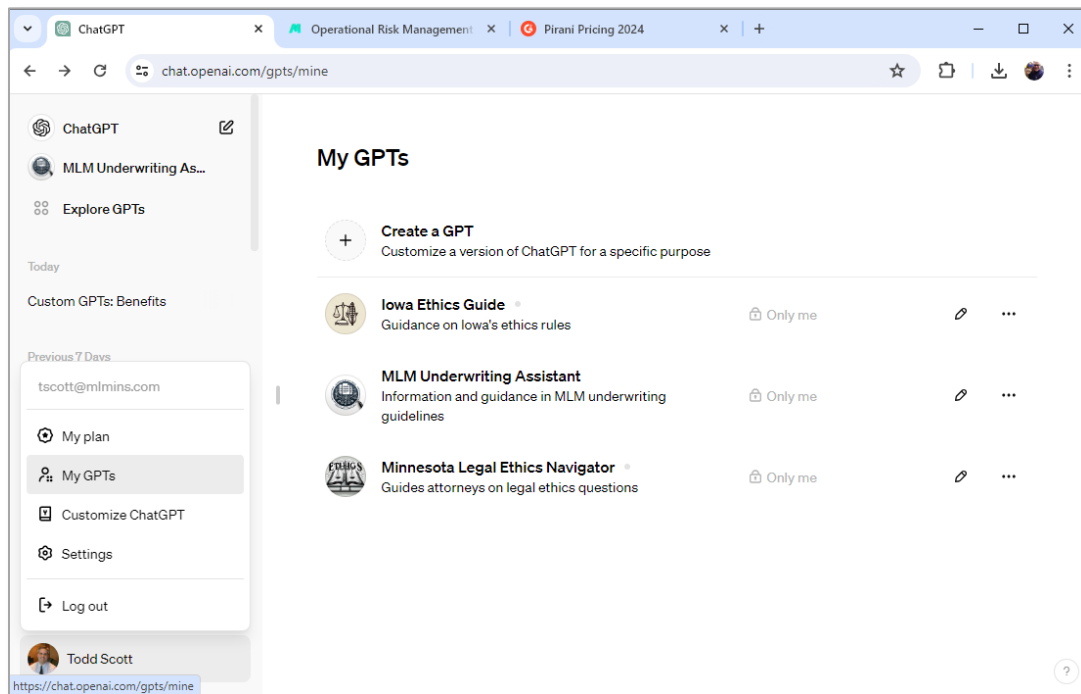 ChatGPT
Operational Risk Management
Pirani Pricing 2024
chat.openai.com/gpts/mine
ChatGPT
MLM Underwriting As...
Explore GPTs
Today
Custom GPTs: Benefits
Previous 7 Days
tscott@mlmins.com
My plan
My GPTs
Customize ChatGPT
Settings
Log out
Todd Scott
https://chat.openai.com/gpts/mine
My GPTs
Create a GPT
Customize a version of ChatGPT for a specific purpose
Iowa Ethics Guide
Guidance on Iowa's ethics rules
Only me
MLM Underwriting Assistant
Information and guidance in MLM underwriting
guidelines
Only me
ETHICS
Minnesota Legal Ethics Navigator
Guides attorneys on legal ethics questions
Only me
?